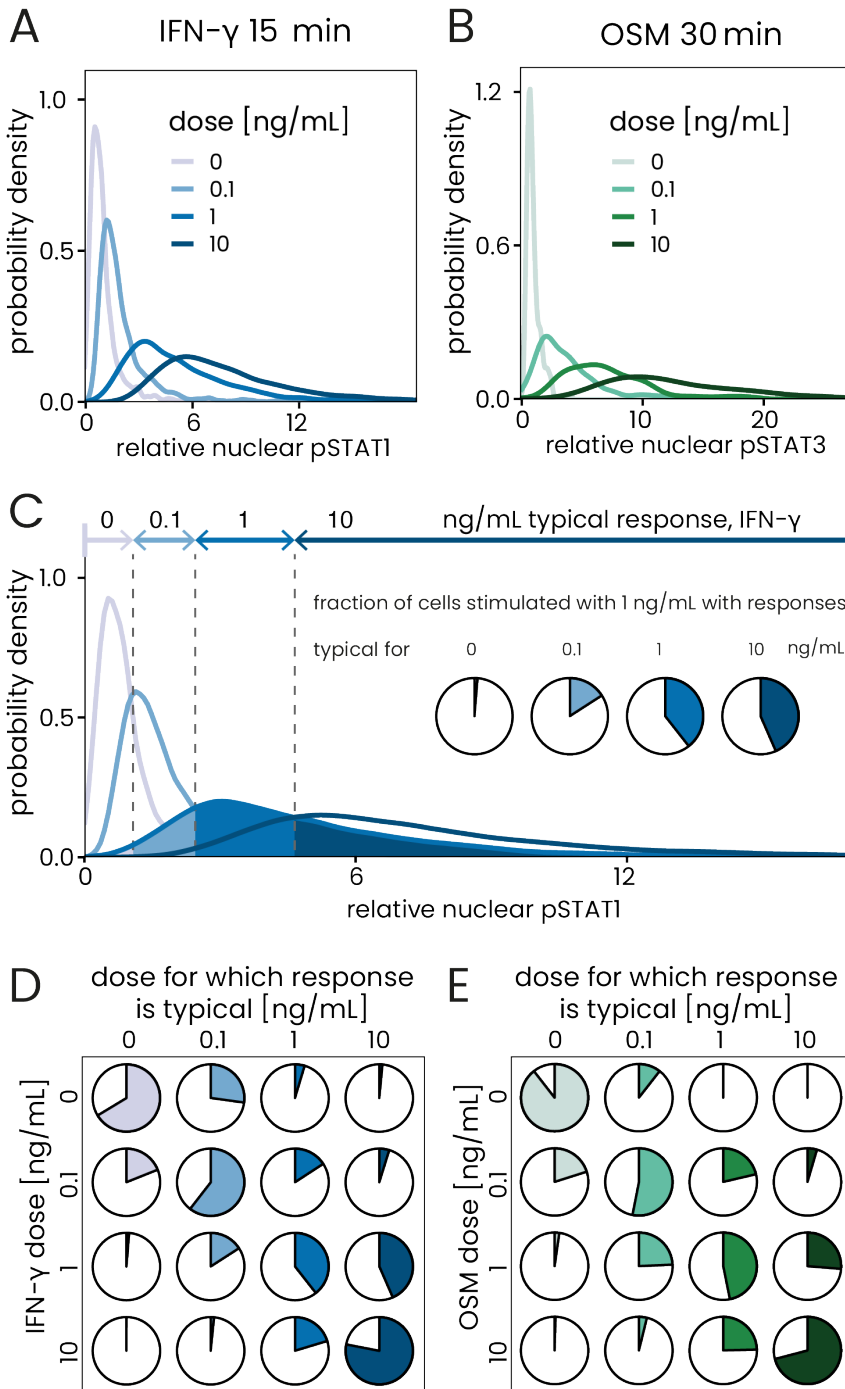 A
IFN-γ 15 min
probability density
1.0
0.5
0.0
dose [ng/mL]
0
0.1
1
10
0
6
12
relative nuclear pSTAT1
B
OSM 30 min
probability density
1.2
0.6
0.0
dose [ng/mL]
0
0.1
1
10
0
10
20
relative nuclear pSTAT3
C
0 0.1 1 10 ng/mL typical response, IFN-γ
probability density
1.0
0.5
0.0
fraction of cells stimulated with 1 ng/mL with responses
typical for 0 0.1 1 10 ng/mL
0 6 12
relative nuclear pSTAT1
D
dose for which response
is typical [ng/mL]
0 0.1 1 10
IFN-γ dose [ng/mL]
0
0.1
1
10
E
dose for which response
is typical [ng/mL]
0 0.1 1 10
OSM dose [ng/mL]
0
0.1
1
10